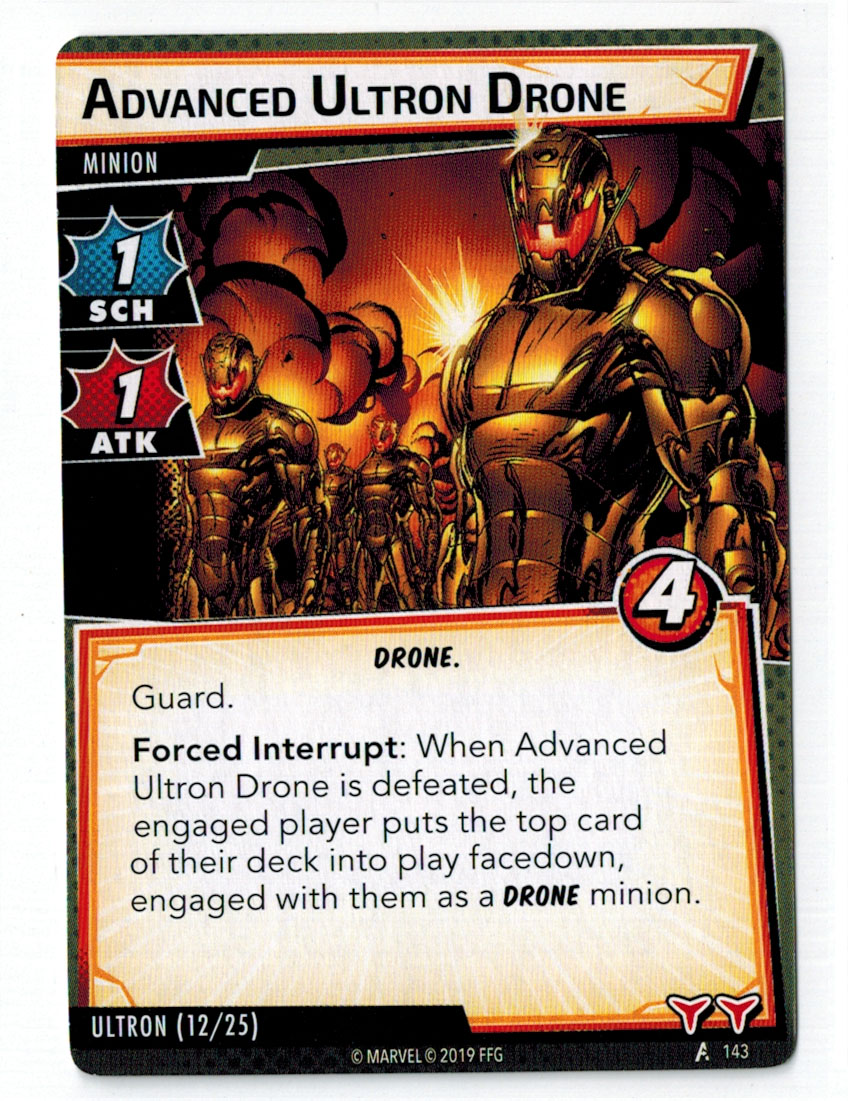 ADVANCED ULTRON DRONE
MINION
1
SCH
1
ATK
4
DRONE.
Guard.
Forced Interrupt: When Advanced
Ultron Drone is defeated, the
engaged player puts the top card
of their deck into play facedown,
engaged with them as a DRONE minion.
ULTRON (12/25)
© MARVEL © 2019 FFG
143